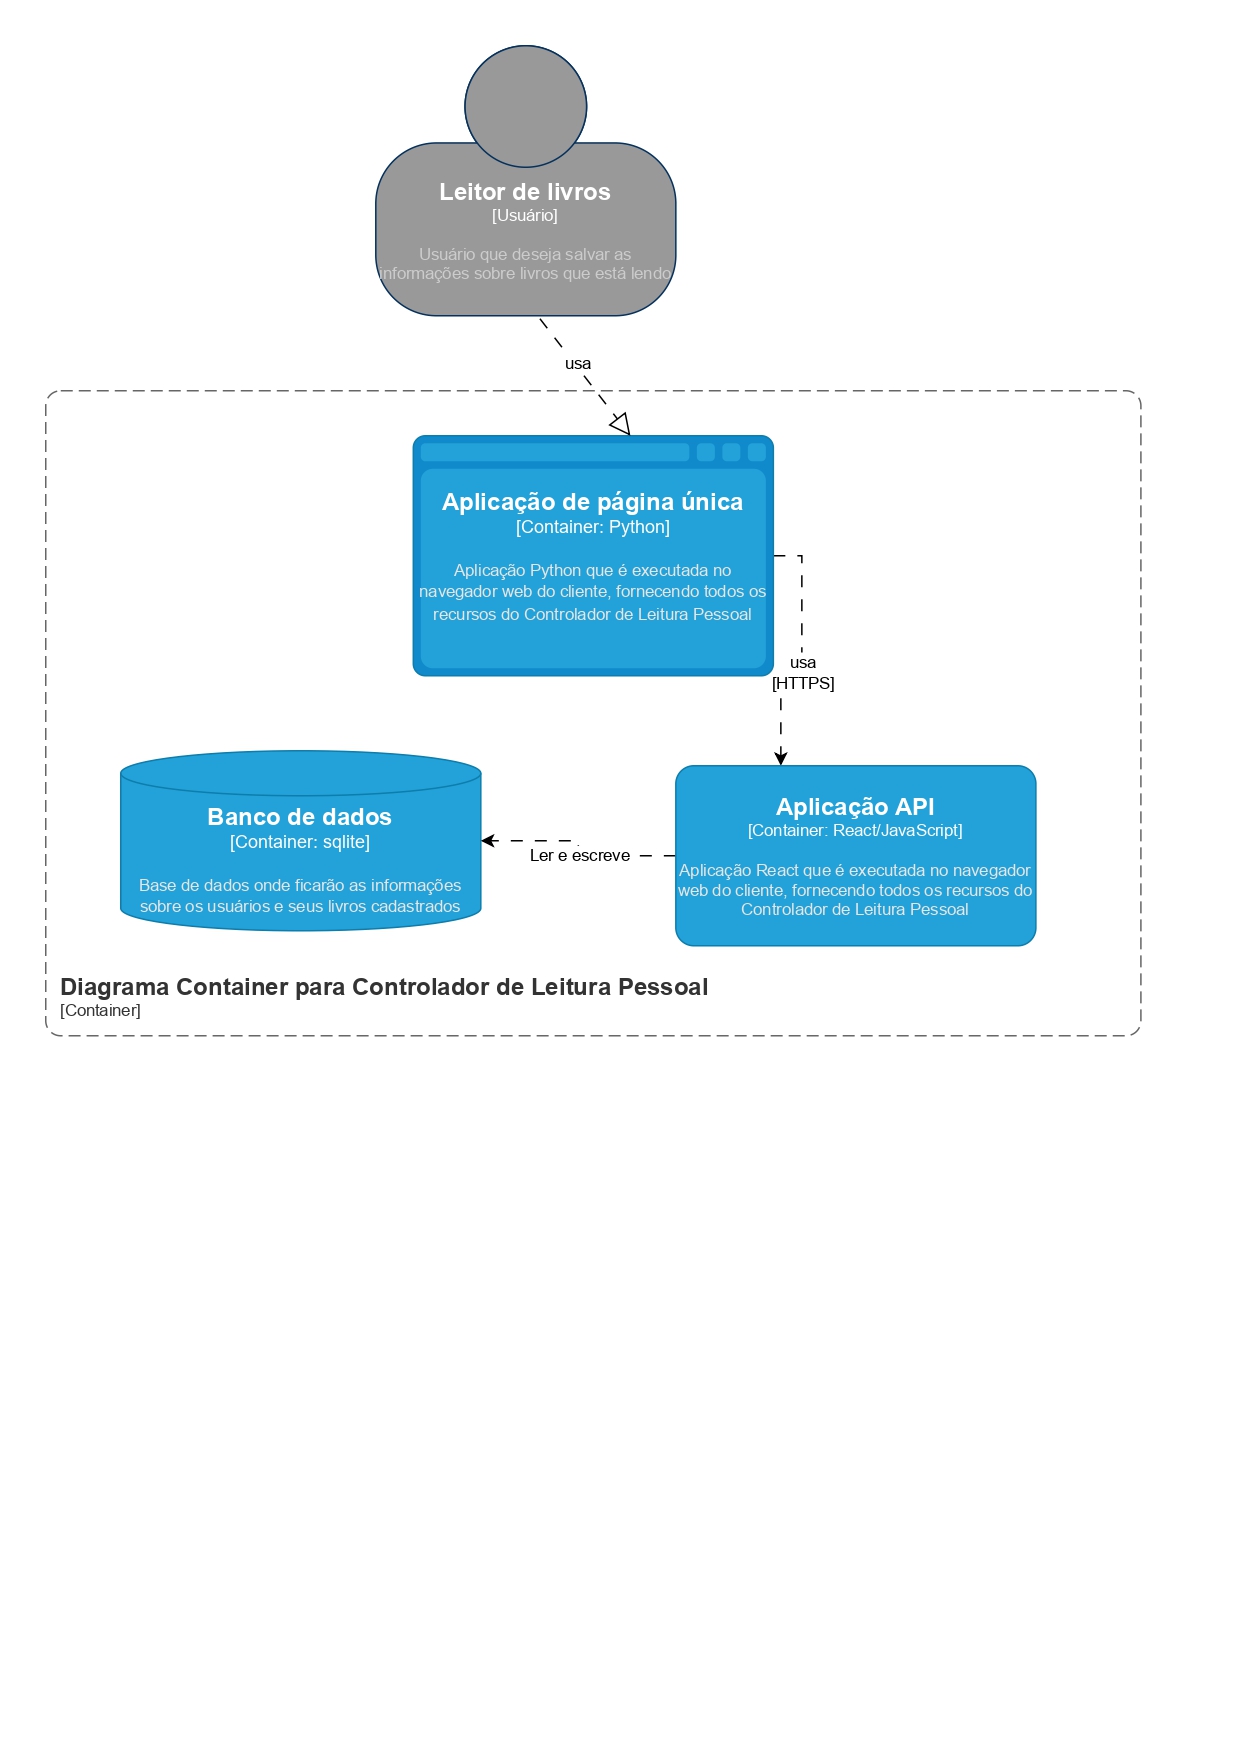 Leitor de livros
[Usuário]
Usuário que deseja salvar as
informações sobre livros que está lendo
usa
Aplicação de página única
[Container: Python]
Aplicação Python que é executada no
navegador web do cliente, fornecendo todos os
recursos do Controlador de Leitura Pessoal
usa
[HTTPS]
Banco de dados
[Container: sqlite]
Base de dados onde ficarão as informações
sobre os usuários e seus livros cadastrados
Ler e escreve
Aplicação API
[Container: React/JavaScript]
Aplicação React que é executada no navegador
web do cliente, fornecendo todos os recursos do
Controlador de Leitura Pessoal
Diagrama Container para Controlador de Leitura Pessoal
[Container]